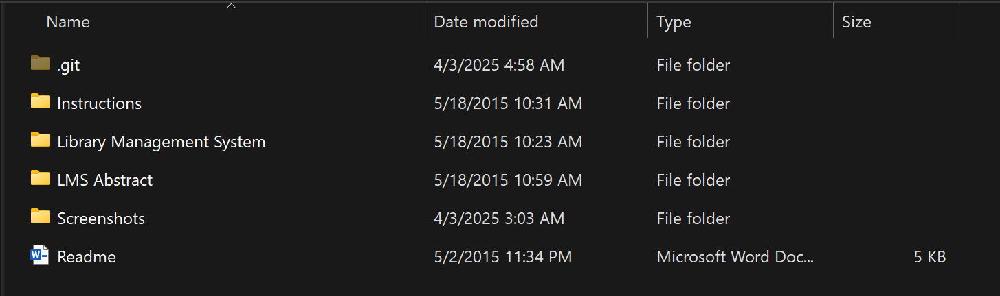 Name Date modified Type Size
.git 4/3/2025 4:58 AM File folder
Instructions 5/18/2015 10:31 AM File folder
Library Management System 5/18/2015 10:23 AM File folder
LMS Abstract 5/18/2015 10:59 AM File folder
Screenshots 4/3/2025 3:03 AM File folder
Readme 5/2/2015 11:34 PM Microsoft Word Doc... 5 KB